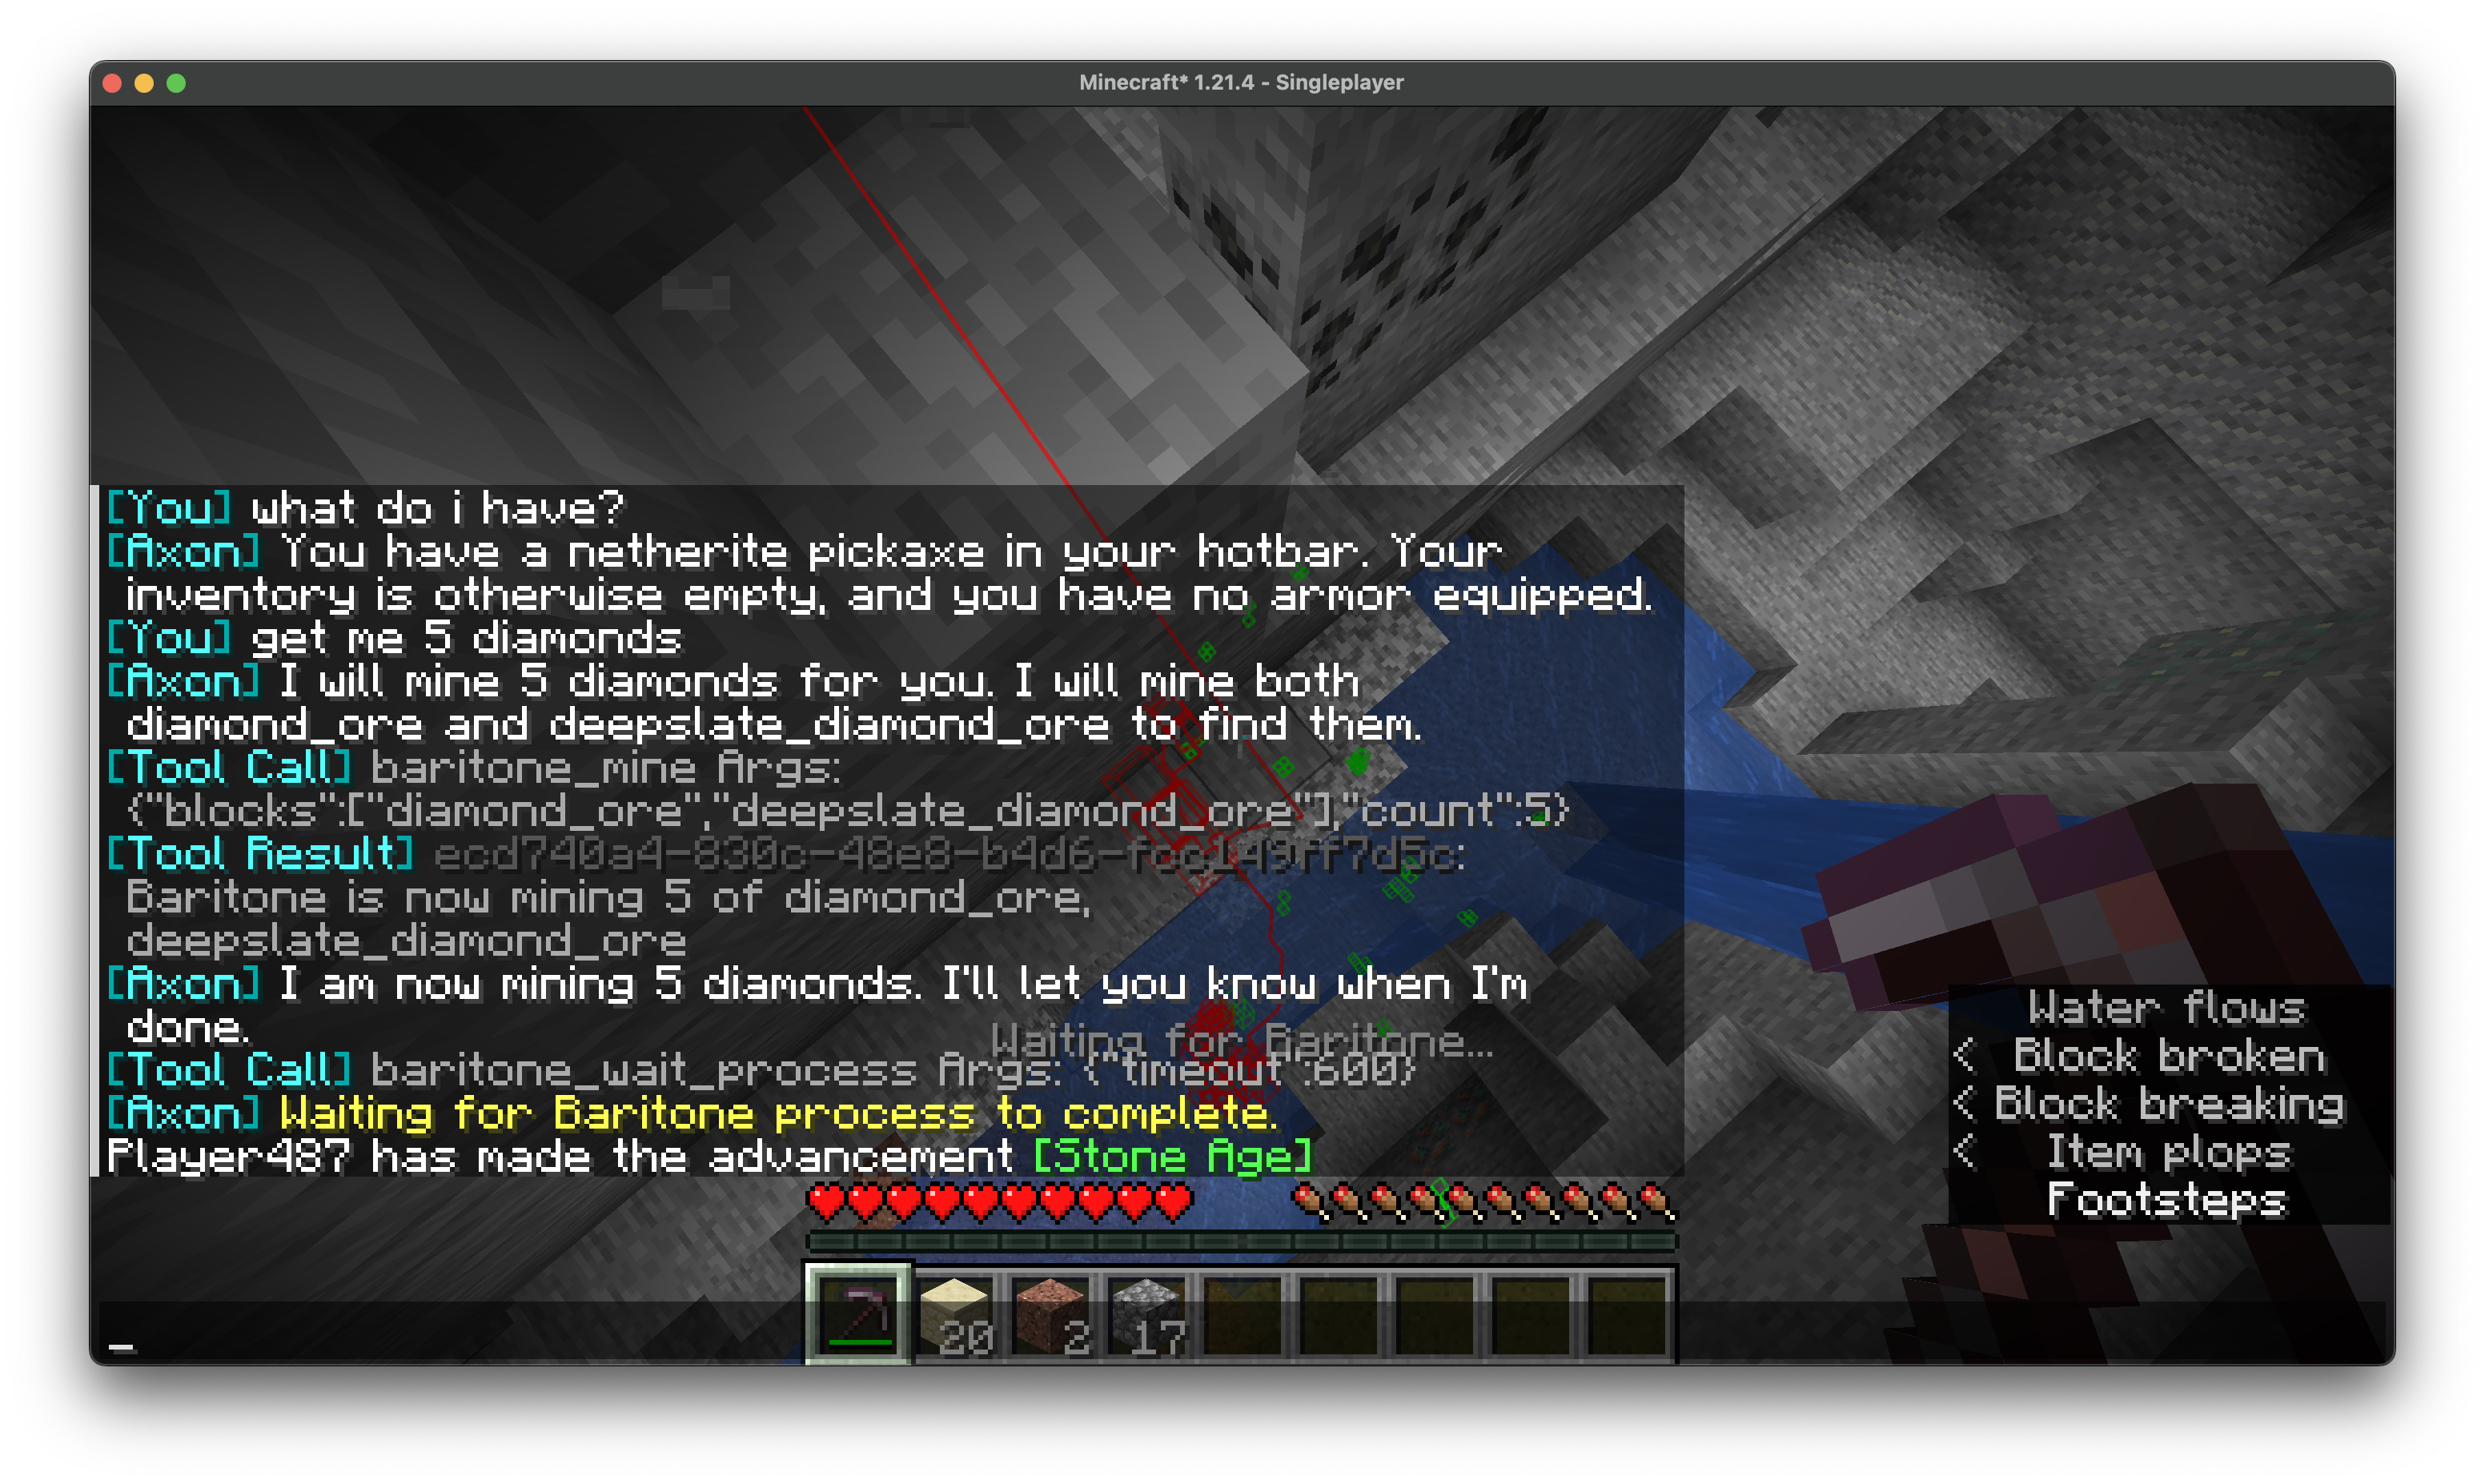 Minecraft* 1.21.4 - Singleplayer
[You] what do i have?
[Axon] You have a netherite pickaxe in your hotbar. Your
inventory is otherwise empty, and you have no armor equipped.
[You] get me 5 diamonds
[Axon] I will mine 5 diamonds for you. I will mine both
diamond_ore and deepslate_diamond_ore to find them.
[Tool Call] baritone_mine Args:
{"blocks":["diamond_ore","deepslate_diamond_ore"],"count":5}
[Tool Result]
Baritone is now mining 5 of diamond_ore,
deepslate_diamond_ore
[Axon] I am now mining 5 diamonds. I'll let you know when I'm
done.
Waiting for Baritone...
[Tool Call] baritone_wait_process Args: {"timeout":600}
[Axon] Waiting for Baritone process to complete.
Player487 has made the advancement [Stone Age]
Water flows
< Block broken
< Block breaking
< Item plops
Footsteps
20
2
17